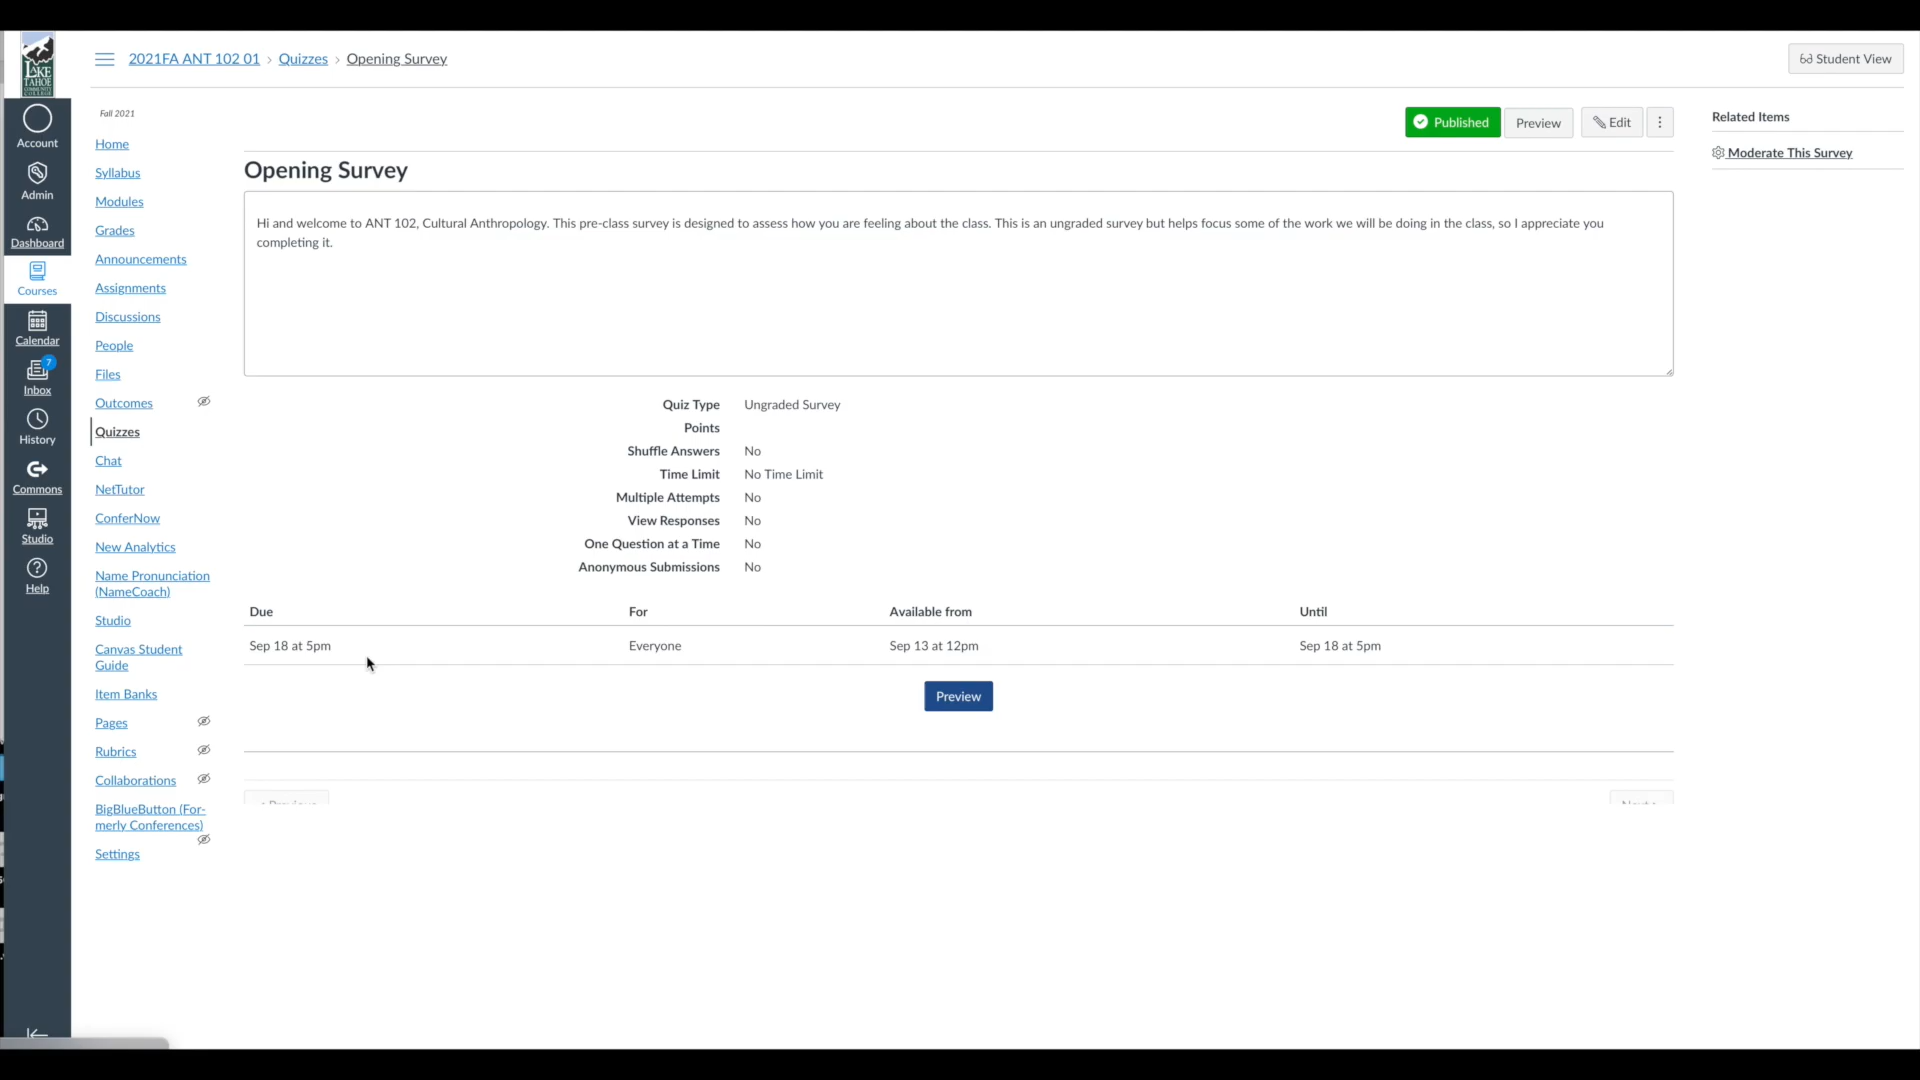 LAKE
TAHOE
COMMUNITY
COLLEGE
2021FA ANT 102 01 › Quizzes › Opening Survey
Student View
Account
Admin
Dashboard
Courses
Calendar
7
Inbox
History
Commons
Studio
Help
Fall 2021
Home
Syllabus
Modules
Grades
Announcements
Assignments
Discussions
People
Files
Outcomes
Quizzes
Chat
NetTutor
ConferNow
New Analytics
Name Pronunciation
(NameCoach)
Studio
Canvas Student
Guide
Item Banks
Pages
Rubrics
Collaborations
BigBlueButton (For-
merly Conferences)
Settings
Published Preview Edit
Opening Survey
Hi and welcome to ANT 102, Cultural Anthropology. This pre-class survey is designed to assess how you are feeling about the class. This is an ungraded survey but helps focus some of the work we will be doing in the class, so I appreciate you
completing it.
Quiz Type Ungraded Survey
Points
Shuffle Answers No
Time Limit No Time Limit
Multiple Attempts No
View Responses No
One Question at a Time No
Anonymous Submissions No
Due For Available from Until
Sep 18 at 5pm Everyone Sep 13 at 12pm Sep 18 at 5pm
Preview
Related Items
Moderate This Survey